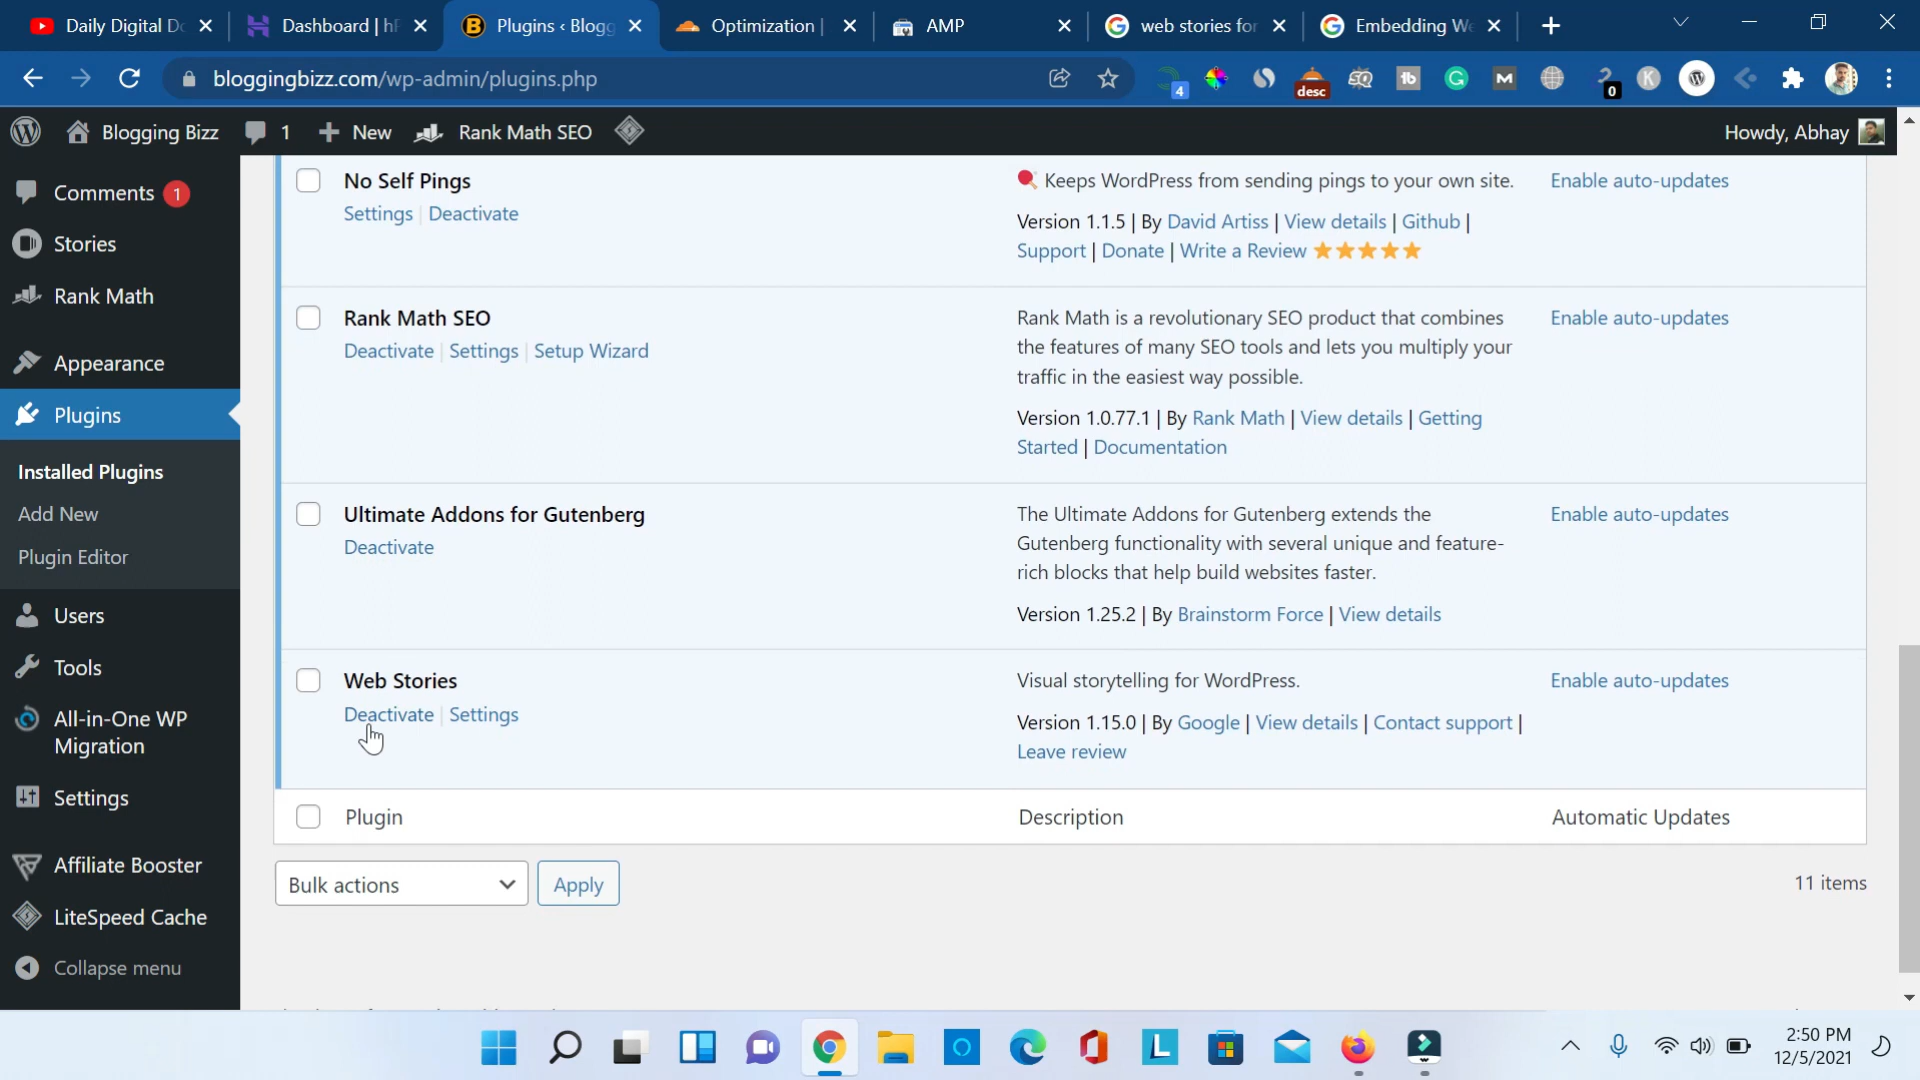 Daily Digital D
Dashboard | h
Plugins ‹ Blogg
Optimization |
AMP
web stories for
Embedding We
bloggingbizz.com/wp-admin/plugins.php
4
desc
0
Blogging Bizz
1
New
Rank Math SEO
Howdy, Abhay
Comments 1
Stories
Rank Math
Appearance
Plugins
Installed Plugins
Add New
Plugin Editor
Users
Tools
All-in-One WP
Migration
Settings
Affiliate Booster
LiteSpeed Cache
Collapse menu
No Self Pings
Settings | Deactivate
Keeps WordPress from sending pings to your own site.
Version 1.1.5 | By David Artiss | View details | Github |
Support | Donate | Write a Review ★★★★★
Enable auto-updates
Rank Math SEO
Deactivate | Settings | Setup Wizard
Rank Math is a revolutionary SEO product that combines
the features of many SEO tools and lets you multiply your
traffic in the easiest way possible.
Version 1.0.77.1 | By Rank Math | View details | Getting
Started | Documentation
Enable auto-updates
Ultimate Addons for Gutenberg
Deactivate
The Ultimate Addons for Gutenberg extends the
Gutenberg functionality with several unique and feature-
rich blocks that help build websites faster.
Version 1.25.2 | By Brainstorm Force | View details
Enable auto-updates
Web Stories
Deactivate | Settings
Visual storytelling for WordPress.
Version 1.15.0 | By Google | View details | Contact support |
Leave review
Enable auto-updates
Plugin
Description
Automatic Updates
Bulk actions
Apply
11 items
2:50 PM
12/5/2021